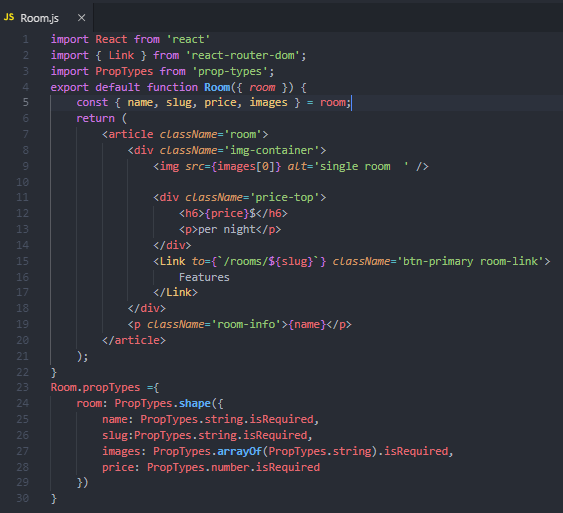 JS Room.js ×
1 import React from 'react'
2 import { Link } from 'react-router-dom';
3 import PropTypes from 'prop-types';
4 export default function Room({ room }) {
5     const { name, slug, price, images } = room;
6     return (
7         <article className='room'>
8             <div className='img-container'>
9                 <img src={images[0]} alt='single room  ' />
10
11                 <div className='price-top'>
12                     <h6>{price}$</h6>
13                     <p>per night</p>
14                 </div>
15                 <Link to={`/rooms/${slug}`} className='btn-primary room-link'>
16                     Features
17                 </Link>
18             </div>
19             <p className='room-info'>{name}</p>
20         </article>
21     );
22 }
23 Room.propTypes ={
24     room: PropTypes.shape({
25         name: PropTypes.string.isRequired,
26         slug:PropTypes.string.isRequired,
27         images: PropTypes.arrayOf(PropTypes.string).isRequired,
28         price: PropTypes.number.isRequired
29     })
30 }